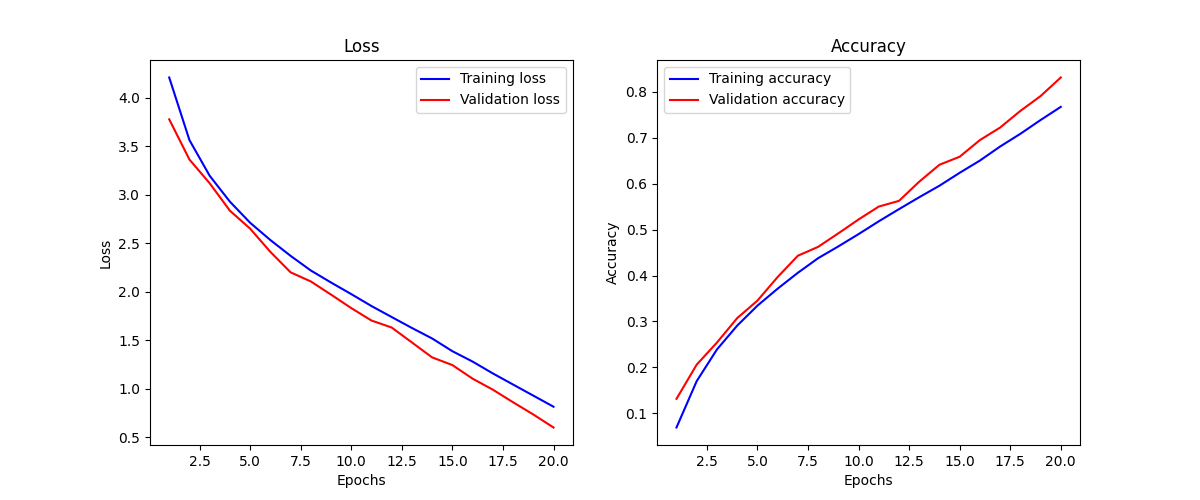 Loss
Training loss
Validation loss
4.0
3.5
3.0
2.5
2.0
1.5
1.0
0.5
Loss
2.5 5.0 7.5 10.0 12.5 15.0 17.5 20.0
Epochs
Accuracy
Training accuracy
Validation accuracy
0.8
0.7
0.6
0.5
0.4
0.3
0.2
0.1
Accuracy
2.5 5.0 7.5 10.0 12.5 15.0 17.5 20.0
Epochs